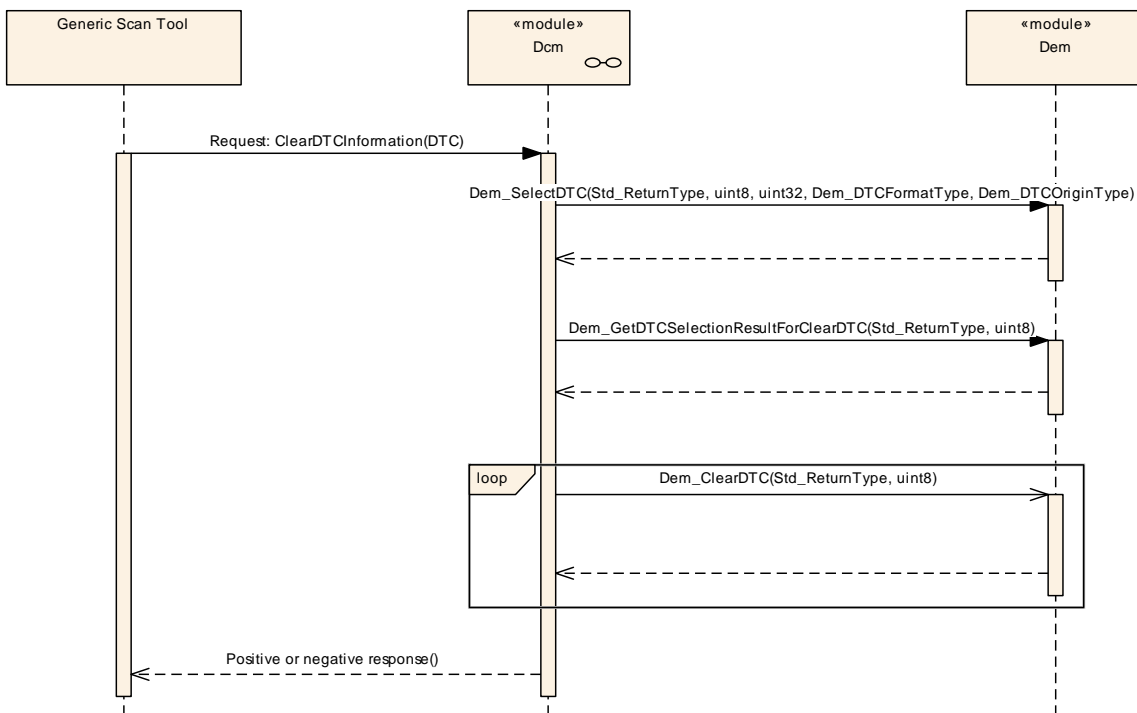 Generic Scan Tool
«module»
Dcm
«module»
Dem
Request: ClearDTCInformation(DTC)
Dem_SelectDTC(Std_ReturnType, uint8, uint32, Dem_DTCFormatType, Dem_DTCOriginType)
Dem_GetDTCSelectionResultForClearDTC(Std_ReturnType, uint8)
loop
Dem_ClearDTC(Std_ReturnType, uint8)
Positive or negative response()